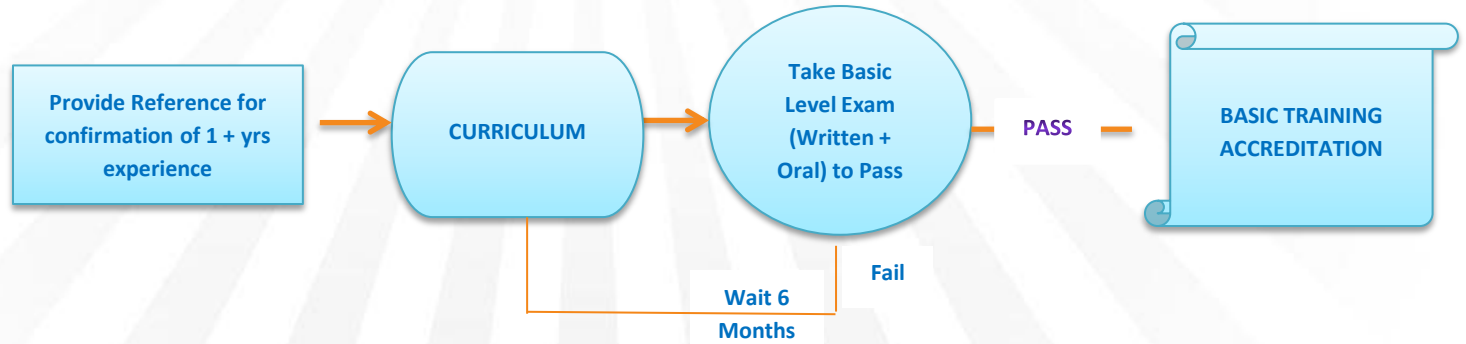 Provide Reference for
confirmation of 1 + yrs
experience
CURRICULUM
Take Basic
Level Exam
(Written +
Oral) to Pass
PASS
BASIC TRAINING
ACCREDITATION
Fail
Wait 6
Months